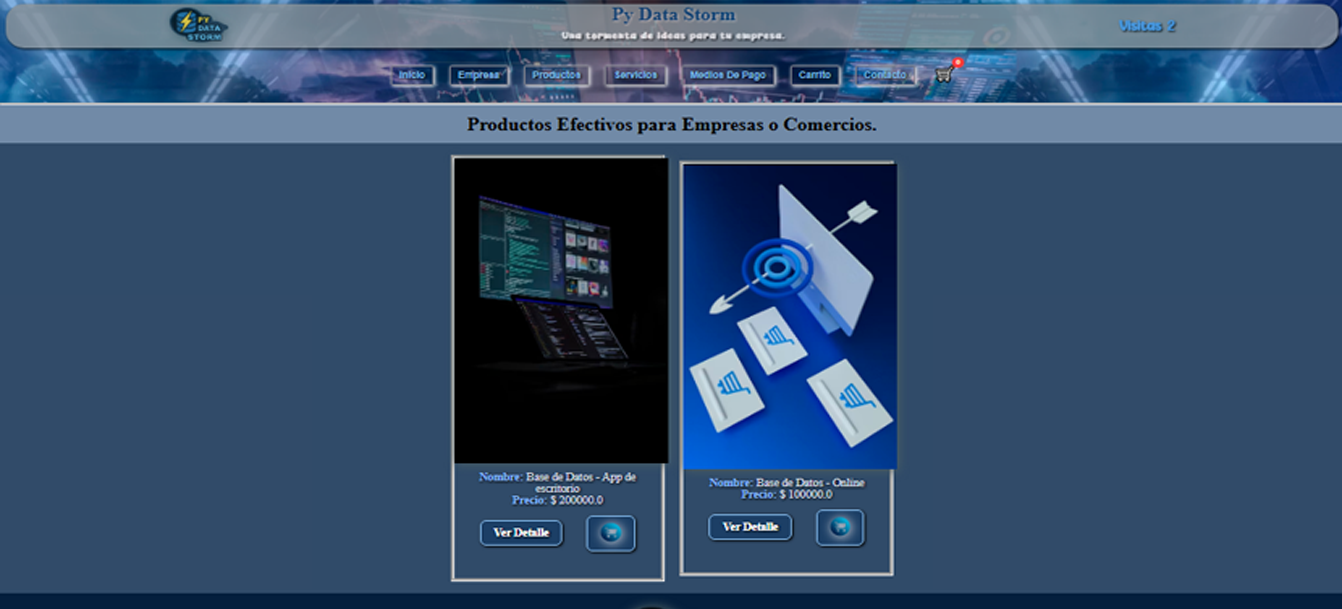 PY
DATA
STORM
Py Data Storm
Una tormenta de ideas para tu empresa.
Visitas 2
Inicio
Empresa
Productos
Servicios
Medios De Pago
Carrito
Contacto
0
Productos Efectivos para Empresas o Comercios.
Nombre: Base de Datos - App de
escritorio
Precio: $ 200000.0
Ver Detalle
Nombre: Base de Datos - Online
Precio: $ 100000.0
Ver Detalle